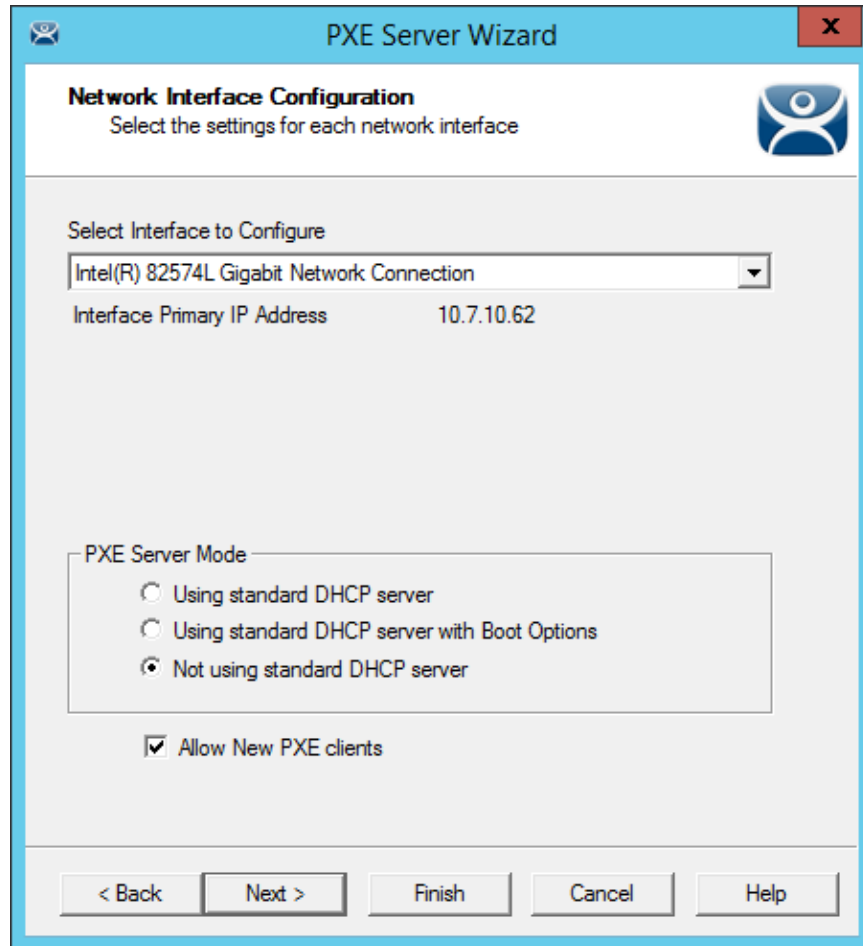 PXE Server Wizard
x
Network Interface Configuration
Select the settings for each network interface
Select Interface to Configure
Intel(R) 82574L Gigabit Network Connection
Interface Primary IP Address 10.7.10.62
PXE Server Mode
Using standard DHCP server
Using standard DHCP server with Boot Options
Not using standard DHCP server
Allow New PXE clients
< Back Next > Finish Cancel Help